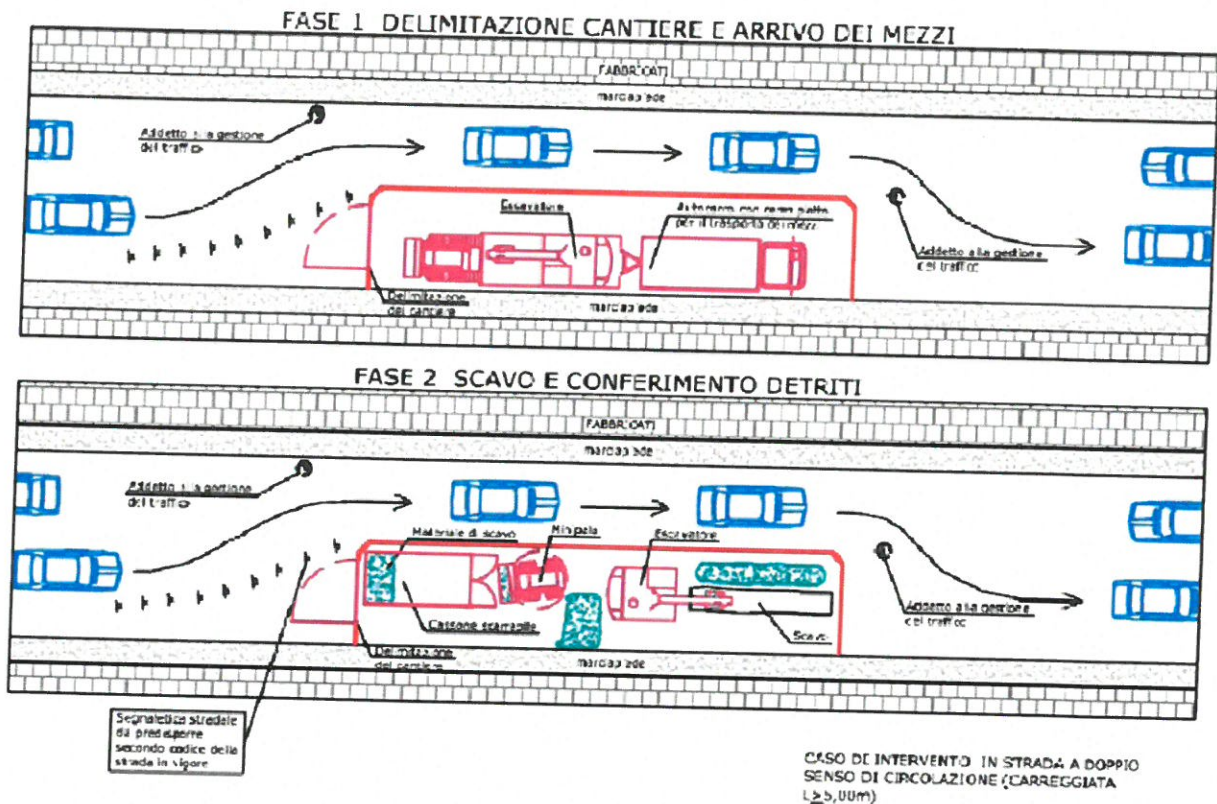 FASE 1 DELIMITAZIONE CANTIERE E ARRIVO DEI MEZZI
FABBRICATI
marciapiede
Addetto alla gestione
del traffico
Escavatore
Autocarro con
per il trasporto dei mezzi
Addetto alla gestione
del traffico
Delimitazione
del cantiere
marciapiede
FASE 2 SCAVO E CONFERIMENTO DETRITI
FABBRICATI
marciapiede
Addetto alla gestione
del traffico
Materiale di scavo
Minipala
Escavatore
Cassone scarrabile
Addetto alla gestione
del traffico
Scavo
Delimitazione
del cantiere
marciapiede
Segnaletica stradale
da predisporre
secondo codice della
strada in vigore
CASO DI INTERVENTO IN STRADA A DOPPIO
SENSO DI CIRCOLAZIONE (CARREGGIATA
L≥5,00m)